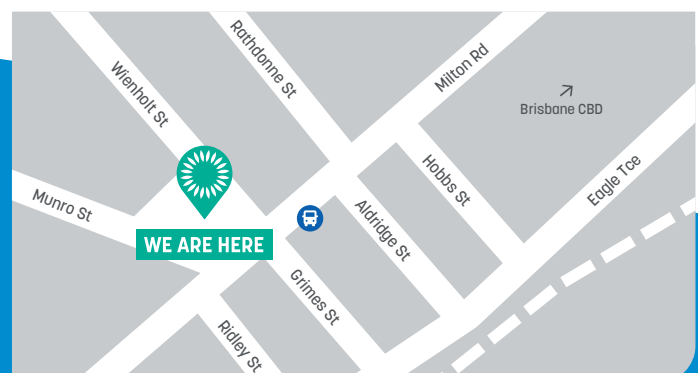 Rathdonne St
Wienholt St
Milton Rd
Brisbane CBD
Hobbs St
Eagle Tce
Munro St
Aldridge St
WE ARE HERE
Grimes St
Ridley St